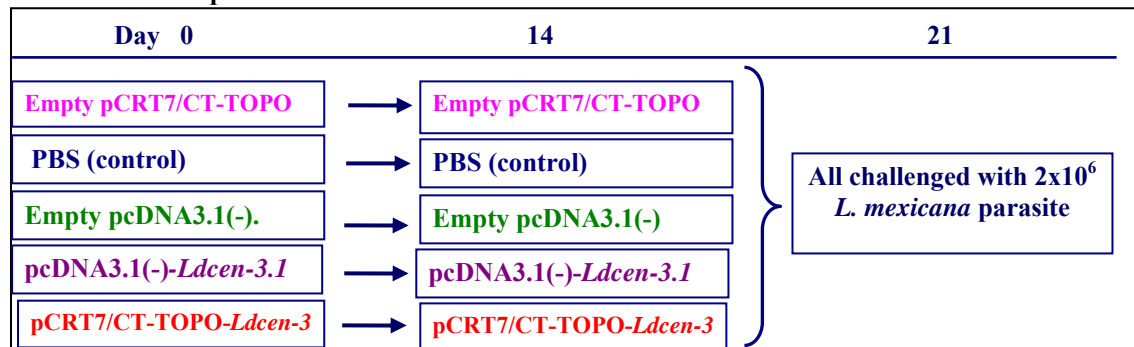 Day 0 14 21
Empty pCRT7/CT-TOPO Empty pCRT7/CT-TOPO
PBS (control) PBS (control)
All challenged with 2x10⁶
L. mexicana parasite
Empty pcDNA3.1(-). Empty pcDNA3.1(-)
pcDNA3.1(-)-Ldcen-3.1 pcDNA3.1(-)-Ldcen-3.1
pCRT7/CT-TOPO-Ldcen-3 pCRT7/CT-TOPO-Ldcen-3